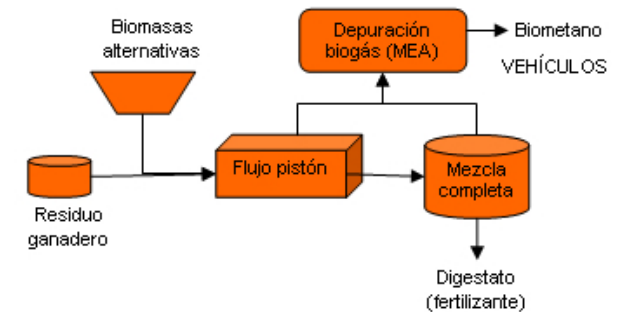 Biomasas
alternativas
Depuración
biogás (MEA)
Biometano
VEHÍCULOS
Flujo pistón
Mezcla
completa
Residuo
ganadero
Digestato
(fertilizante)